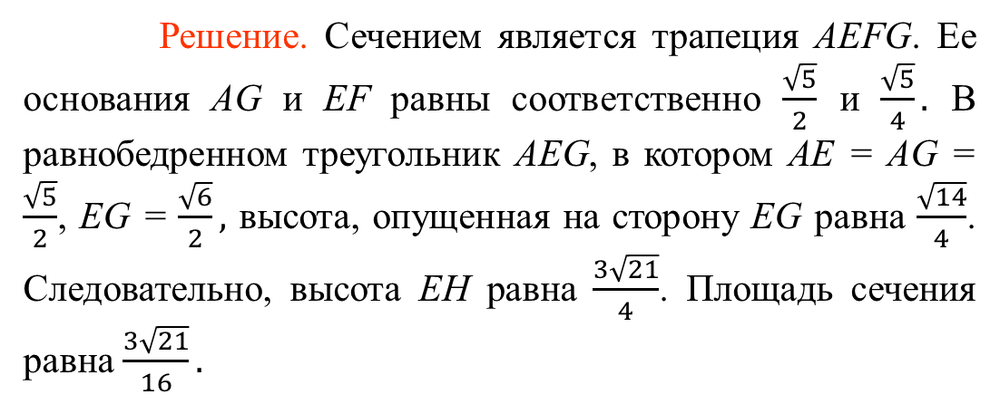 Решение. Сечением является трапеция AEFG. Ее
основания AG и EF равны соответственно √5/2 и √5/4. В
равнобедренном треугольник AEG, в котором AE = AG =
√5/2, EG = √6/2, высота, опущенная на сторону EG равна √14/4.
Следовательно, высота EH равна 3√21/4. Площадь сечения
равна 3√21/16.